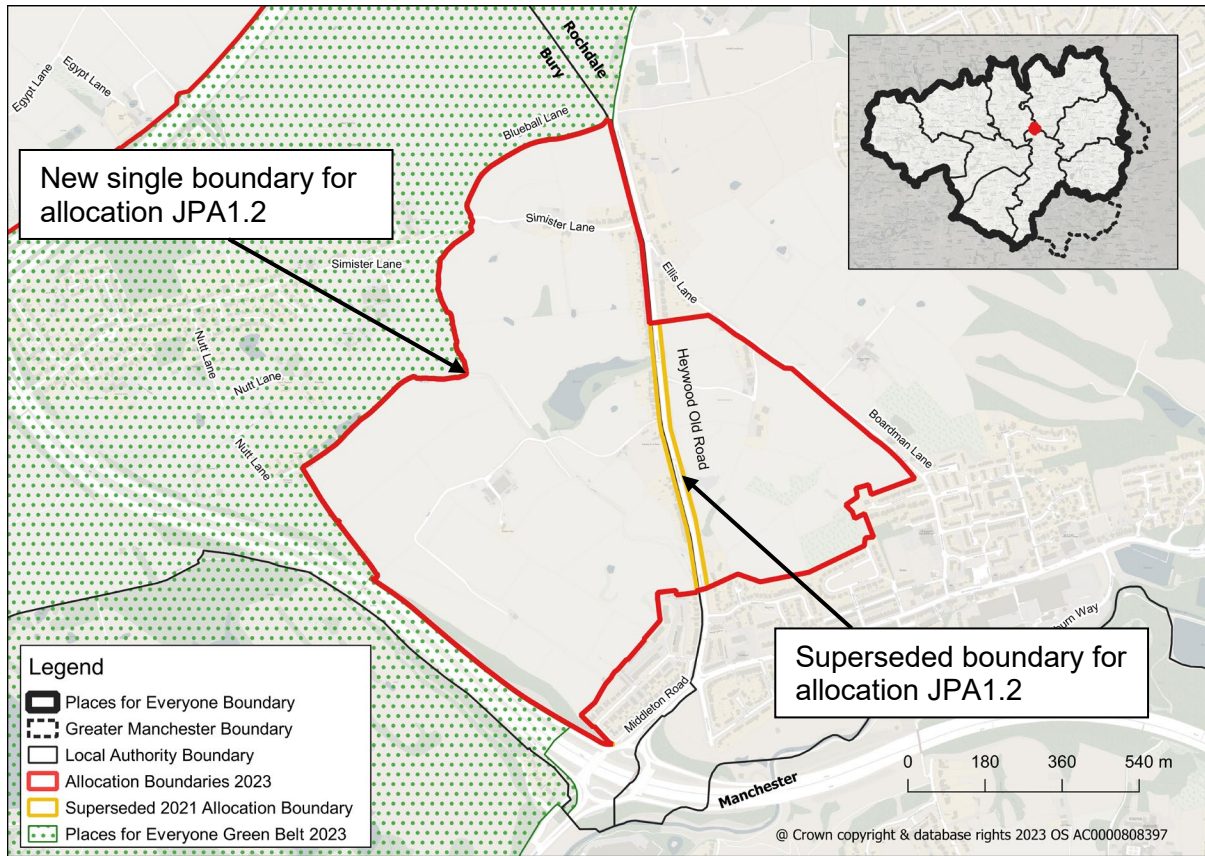 Rochdale
Bury
Egypt Lane
Egypt Lane
Blueball Lane
New single boundary for
allocation JPA1.2
Simister Lane
Simister Lane
Ellis Lane
Nutt Lane
Nutt Lane
Nutt Lane
Heywood Old Road
Boardman Lane
Superseded boundary for
allocation JPA1.2
Middleton Road
Manchester
Legend
Places for Everyone Boundary
Greater Manchester Boundary
Local Authority Boundary
Allocation Boundaries 2023
Superseded 2021 Allocation Boundary
Places for Everyone Green Belt 2023
0 180 360 540 m
@ Crown copyright & database rights 2023 OS AC0000808397